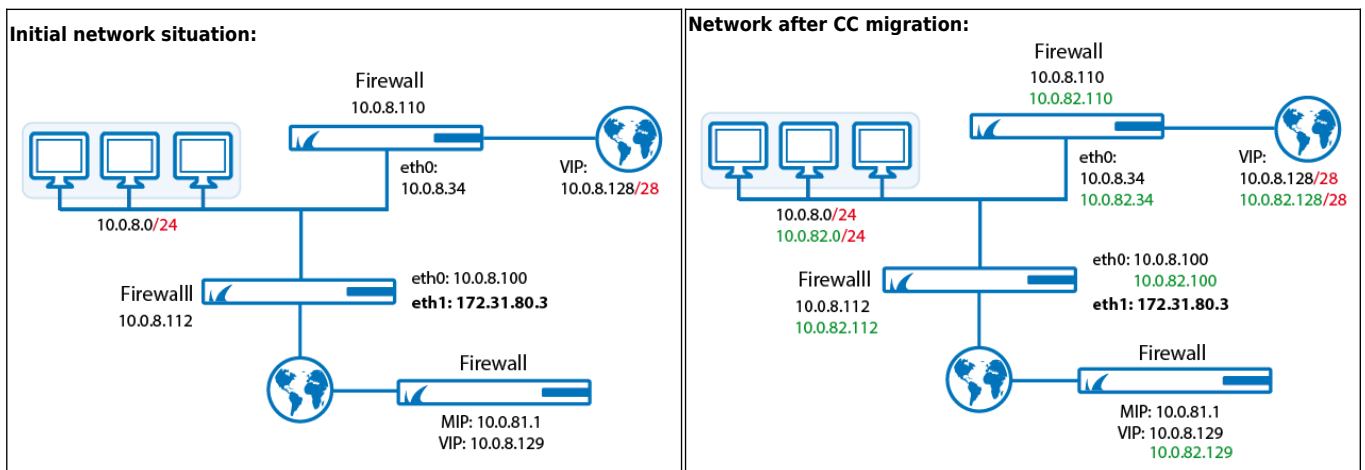 Initial network situation:
Firewall
10.0.8.110
eth0:
10.0.8.34
VIP:
10.0.8.128/28
10.0.8.0/24
Firewalll
10.0.8.112
eth0: 10.0.8.100
eth1: 172.31.80.3
Firewall
MIP: 10.0.81.1
VIP: 10.0.8.129
Network after CC migration:
Firewall
10.0.8.110
10.0.82.110
eth0:
10.0.8.34
10.0.82.34
VIP:
10.0.8.128/28
10.0.82.128/28
10.0.8.0/24
10.0.82.0/24
Firewalll
10.0.8.112
10.0.82.112
eth0: 10.0.8.100
10.0.82.100
eth1: 172.31.80.3
Firewall
MIP: 10.0.81.1
VIP: 10.0.8.129
10.0.82.129